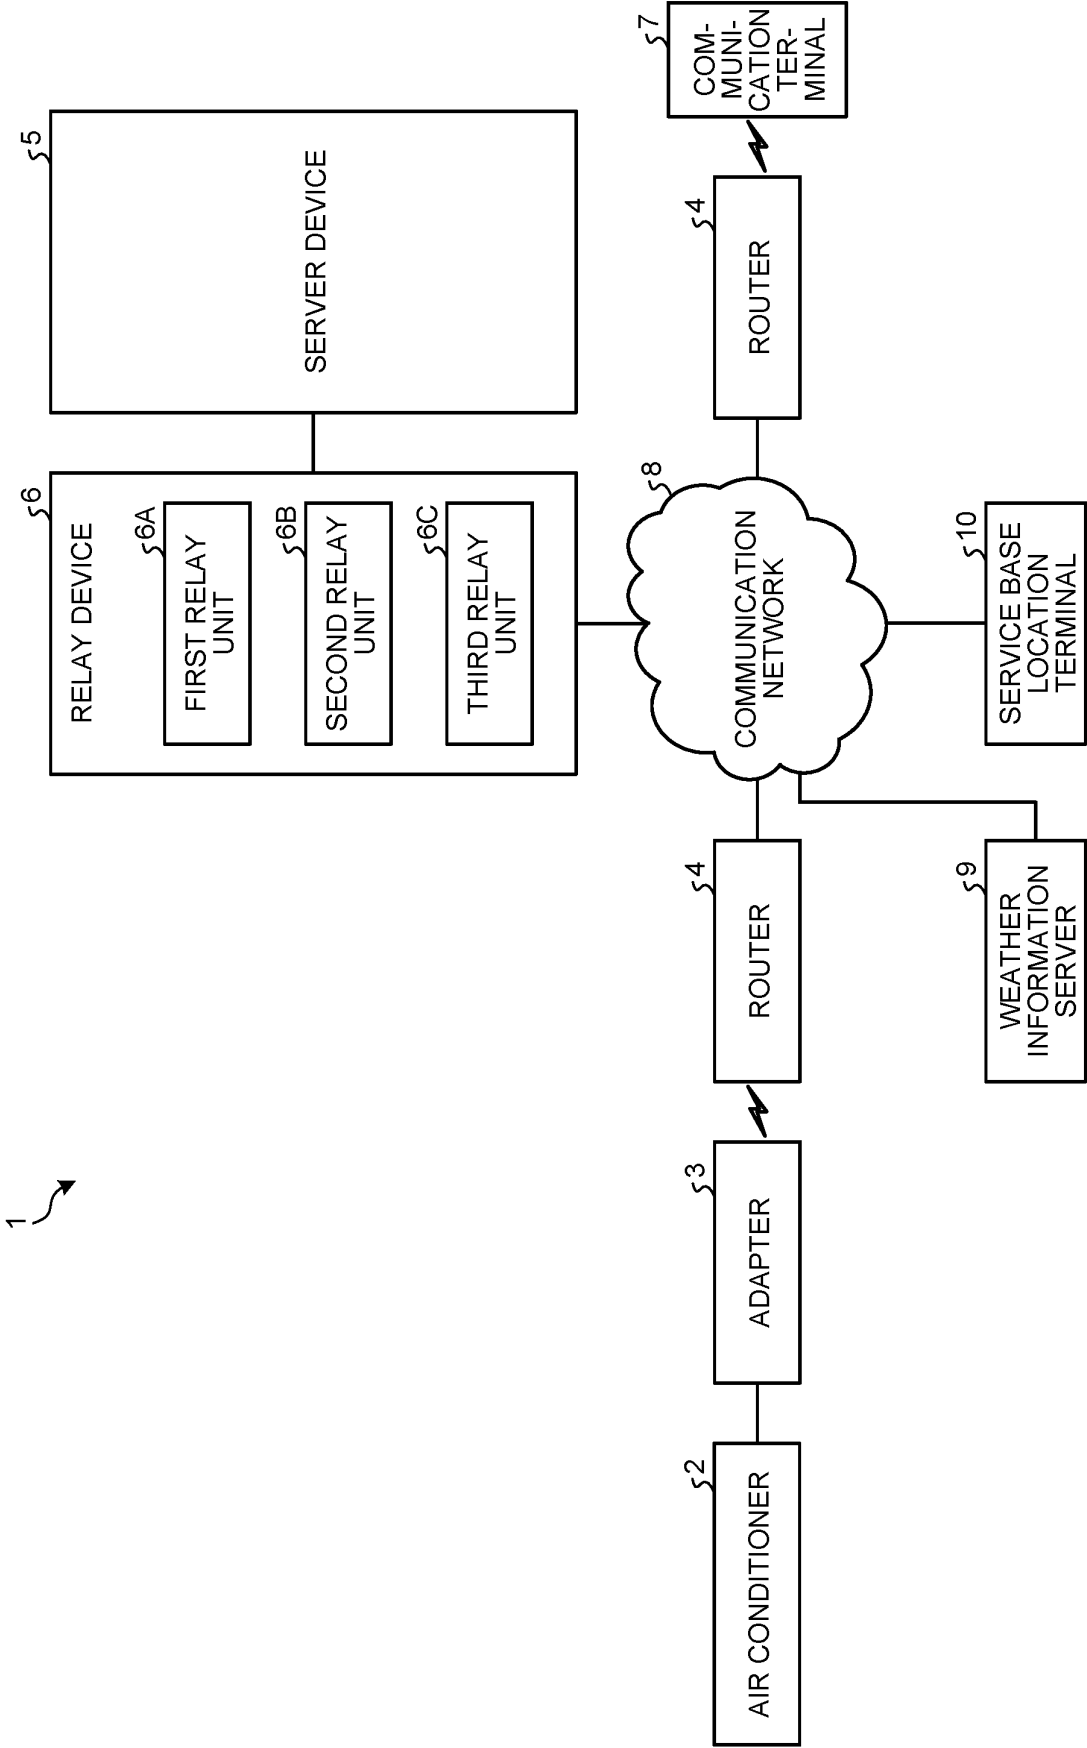 1
6
RELAY DEVICE
6A
FIRST RELAY
UNIT
6B
SECOND RELAY
UNIT
6C
THIRD RELAY
UNIT
5
SERVER DEVICE
2
AIR CONDITIONER
3
ADAPTER
4
ROUTER
8
COMMUNICATION
NETWORK
4
ROUTER
7
COM-
MUNI-
CATION
TER-
MINAL
9
WEATHER
INFORMATION
SERVER
10
SERVICE BASE
LOCATION
TERMINAL